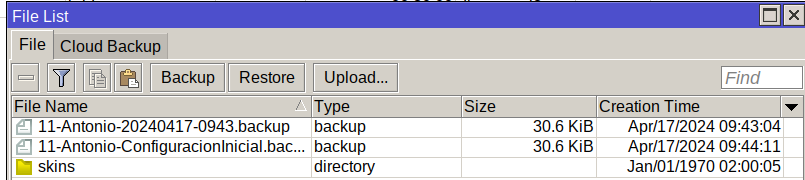 File List
File Cloud Backup
Backup Restore Upload... Find
File Name Type Size Creation Time
11-Antonio-20240417-0943.backup backup 30.6 KiB Apr/17/2024 09:43:04
11-Antonio-ConfiguracionInicial.bac... backup 30.6 KiB Apr/17/2024 09:44:11
skins directory Jan/01/1970 02:00:05